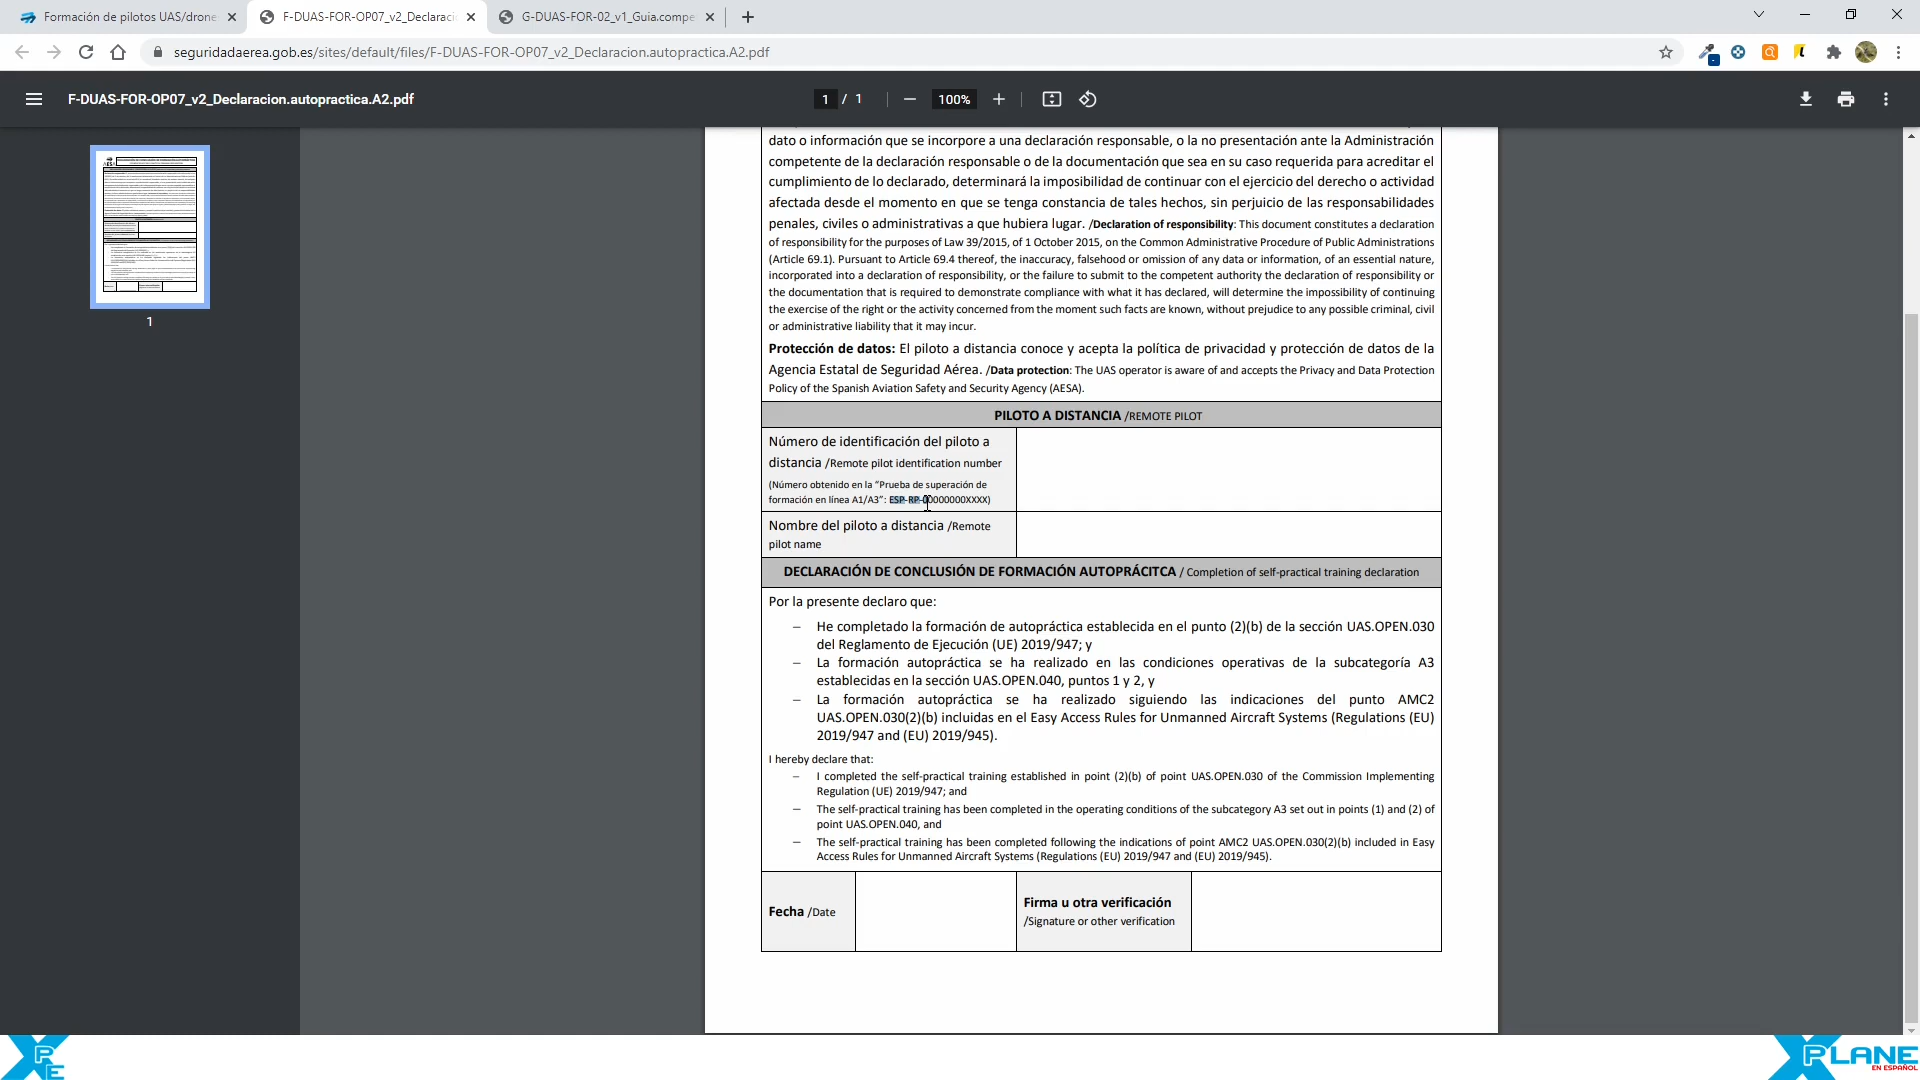 Formación de pilotos UAS/drone
F-DUAS-FOR-OP07_v2_Declaraci
G-DUAS-FOR-02_v1_Guia.compe
seguridadaerea.gob.es/sites/default/files/F-DUAS-FOR-OP07_v2_Declaracion.autopractica.A2.pdf
F-DUAS-FOR-OP07_v2_Declaracion.autopractica.A2.pdf
1 / 1
100%
1
dato o información que se incorpore a una declaración responsable, o la no presentación ante la Administración
competente de la declaración responsable o de la documentación que sea en su caso requerida para acreditar el
cumplimiento de lo declarado, determinará la imposibilidad de continuar con el ejercicio del derecho o actividad
afectada desde el momento en que se tenga constancia de tales hechos, sin perjuicio de las responsabilidades
penales, civiles o administrativas a que hubiera lugar. /Declaration of responsibility: This document constitutes a declaration
of responsibility for the purposes of Law 39/2015, of 1 October 2015, on the Common Administrative Procedure of Public Administrations
(Article 69.1). Pursuant to Article 69.4 thereof, the inaccuracy, falsehood or omission of any data or information, of an essential nature,
incorporated into a declaration of responsibility, or the failure to submit to the competent authority the declaration of responsibility or
the documentation that is required to demonstrate compliance with what it has declared, will determine the impossibility of continuing
the exercise of the right or the activity concerned from the moment such facts are known, without prejudice to any possible criminal, civil
or administrative liability that it may incur.
Protección de datos: El piloto a distancia conoce y acepta la política de privacidad y protección de datos de la
Agencia Estatal de Seguridad Aérea. /Data protection: The UAS operator is aware of and accepts the Privacy and Data Protection
Policy of the Spanish Aviation Safety and Security Agency (AESA).
PILOTO A DISTANCIA /REMOTE PILOT
Número de identificación del piloto a
distancia /Remote pilot identification number
(Número obtenido en la “Prueba de superación de
formación en línea A1/A3”: ESP-RP-00000000XXXX)
Nombre del piloto a distancia /Remote
pilot name
DECLARACIÓN DE CONCLUSIÓN DE FORMACIÓN AUTOPRÁCITCA / Completion of self-practical training declaration
Por la presente declaro que:
– He completado la formación de autopráctica establecida en el punto (2)(b) de la sección UAS.OPEN.030
del Reglamento de Ejecución (UE) 2019/947; y
– La formación autopráctica se ha realizado en las condiciones operativas de la subcategoría A3
establecidas en la sección UAS.OPEN.040, puntos 1 y 2, y
– La formación autopráctica se ha realizado siguiendo las indicaciones del punto AMC2
UAS.OPEN.030(2)(b) incluidas en el Easy Access Rules for Unmanned Aircraft Systems (Regulations (EU)
2019/947 and (EU) 2019/945).
I hereby declare that:
– I completed the self-practical training established in point (2)(b) of point UAS.OPEN.030 of the Commission Implementing
Regulation (UE) 2019/947; and
– The self-practical training has been completed in the operating conditions of the subcategory A3 set out in points (1) and (2) of
point UAS.OPEN.040, and
– The self-practical training has been completed following the indications of point AMC2 UAS.OPEN.030(2)(b) included in Easy
Access Rules for Unmanned Aircraft Systems (Regulations (EU) 2019/947 and (EU) 2019/945).
Fecha /Date
Firma u otra verificación
/Signature or other verification
XPE
XPLANE
EN ESPAÑOL